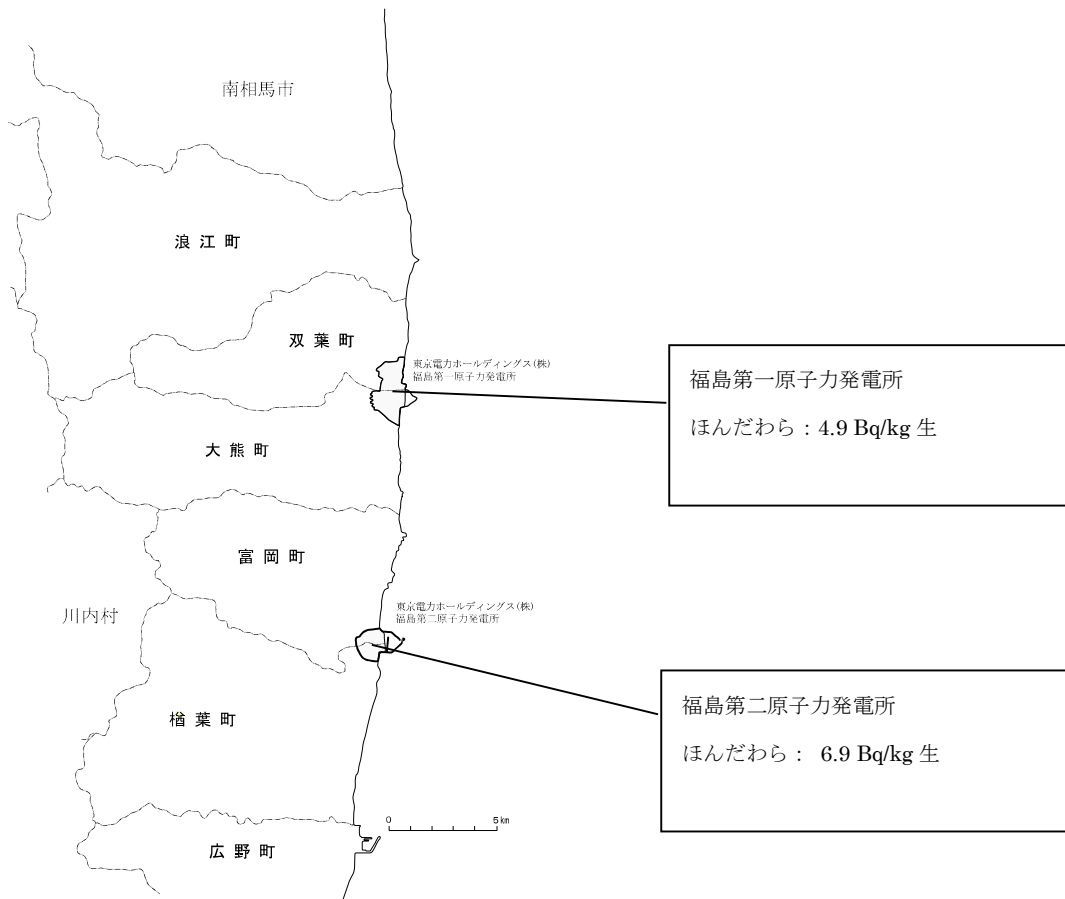 南相馬市
浪江町
双葉町
東京電力ホールディングス(株)
福島第一原子力発電所
福島第一原子力発電所
ほんだわら：4.9 Bq/kg 生
大熊町
富岡町
川内村
東京電力ホールディングス(株)
福島第二原子力発電所
福島第二原子力発電所
ほんだわら： 6.9 Bq/kg 生
楢葉町
0 5km
広野町